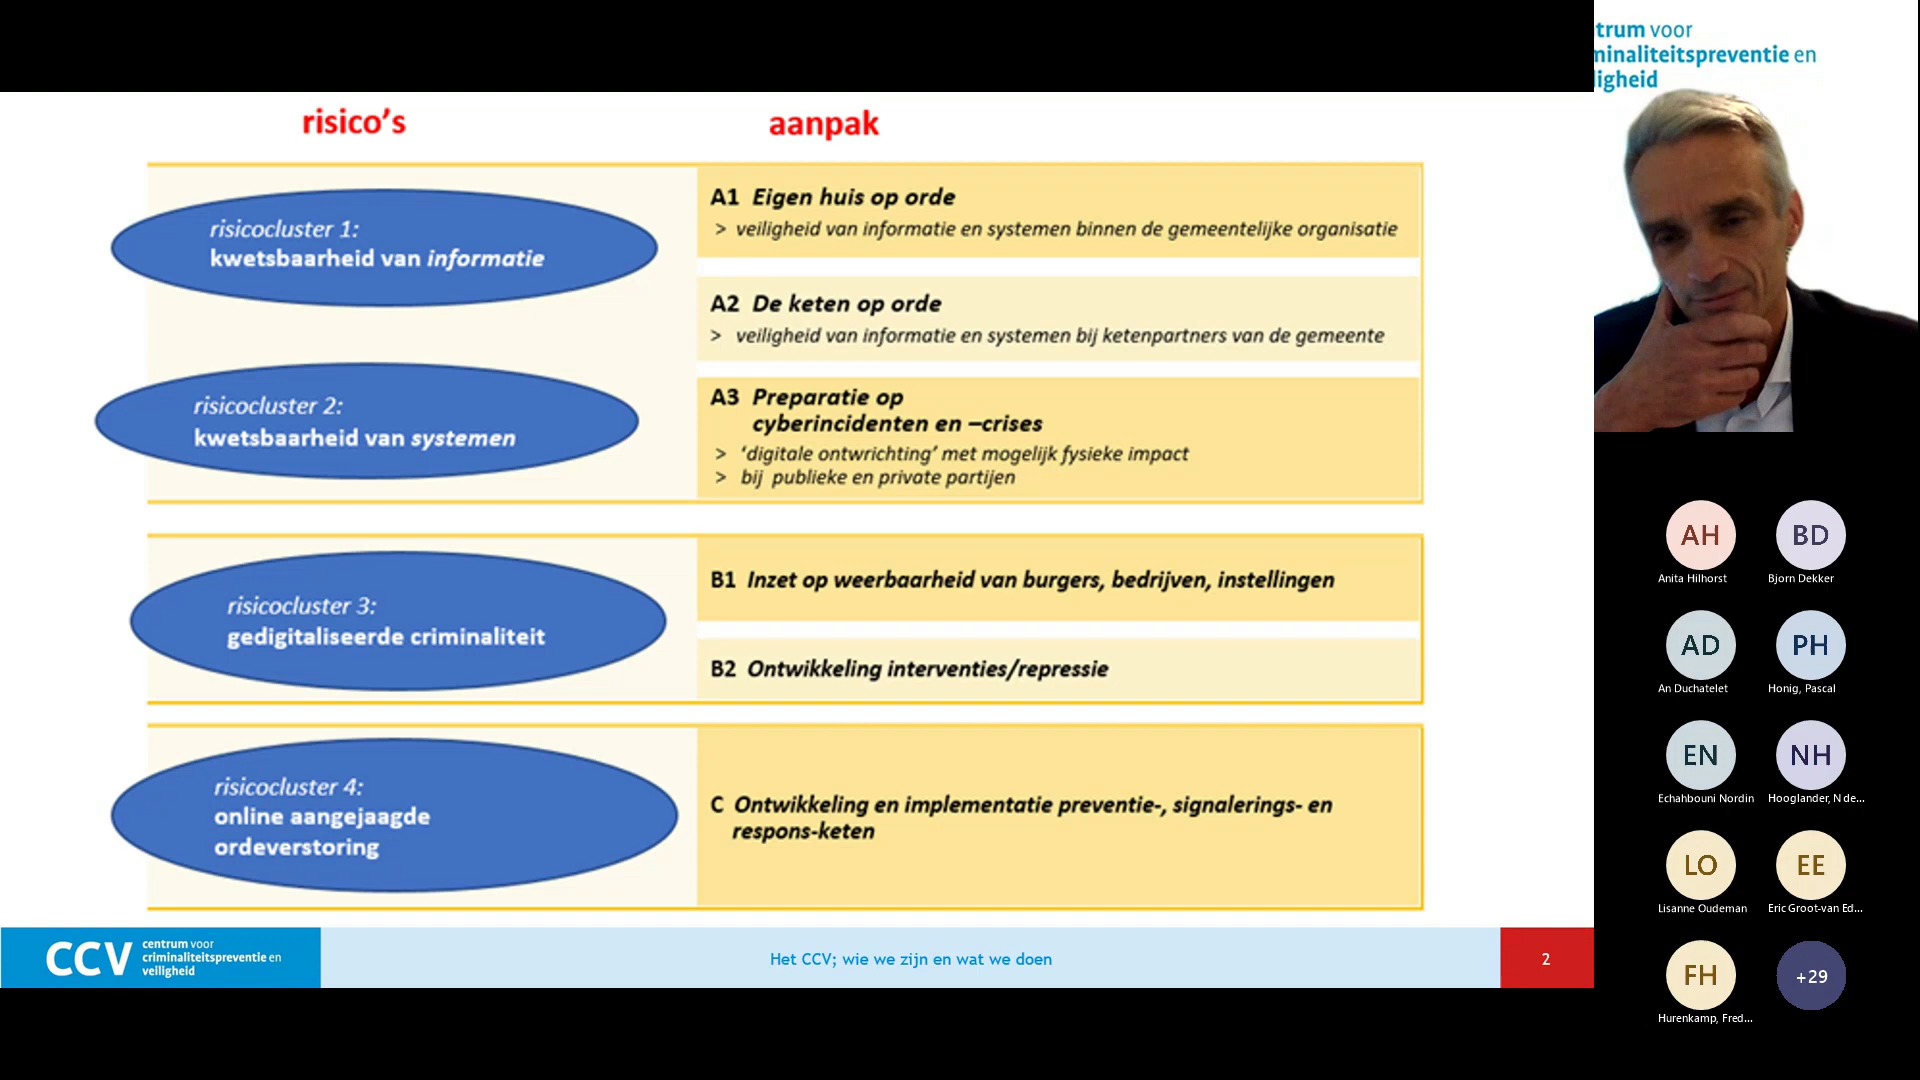 risico's
aanpak
risicocluster 1:
kwetsbaarheid van informatie
A1 Eigen huis op orde
> veiligheid van informatie en systemen binnen de gemeentelijke organisatie
A2 De keten op orde
> veiligheid van informatie en systemen bij ketenpartners van de gemeente
risicocluster 2:
kwetsbaarheid van systemen
A3 Preparatie op
cyberincidenten en –crises
> ‘digitale ontwrichting’ met mogelijk fysieke impact
> bij publieke en private partijen
risicocluster 3:
gedigitaliseerde criminaliteit
B1 Inzet op weerbaarheid van burgers, bedrijven, instellingen
B2 Ontwikkeling interventies/repressie
risicocluster 4:
online aangejaagde
ordeverstoring
C Ontwikkeling en implementatie preventie-, signalerings- en
respons-keten
CCV
centrum voor
criminaliteitspreventie en
veiligheid
Het CCV; wie we zijn en wat we doen
2
trum voor
minaliteitspreventie en
ligheid
AH
BD
Anita Hilhorst
Bjorn Dekker
AD
PH
An Duchatelet
Honig, Pascal
EN
NH
Echahbouni Nordin
Hooglander, N de...
LO
EE
Lisanne Oudeman
Eric Groot-van Ed...
FH
+29
Hurenkamp, Fred...